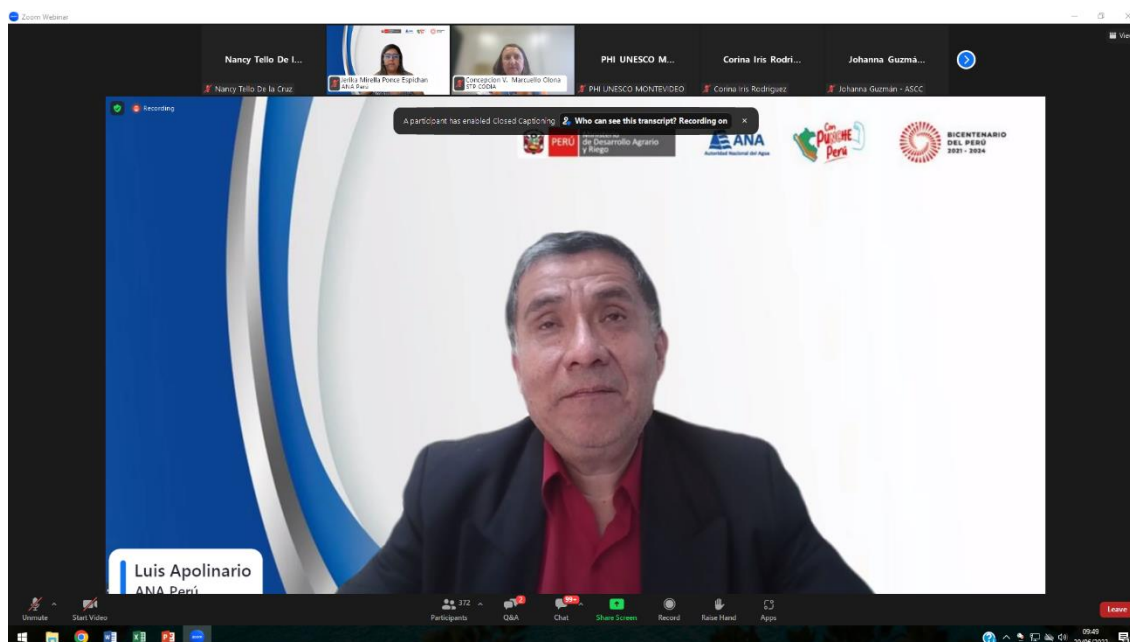 Zoom Webinar
View
Nancy Tello De l...
PHI UNESCO M...
Corina Iris Rodri...
Johanna Guzmá...
Nancy Tello De la Cruz
Jerika Mirella Ponce Espichan
ANA Perú
Concepcion V. Marcuello Olona
STP CODIA
PHI UNESCO MONTEVIDEO
Corina Iris Rodriguez
Johanna Guzmán - ASCC
Recording
A participant has enabled Closed Captioning
Who can see this transcript? Recording on
PERÚ
de Desarrollo Agrario
y Riego
ANA
Autoridad Nacional del Agua
Con
PUNCHE
Perú
BICENTENARIO
DEL PERÚ
2021 - 2024
Luis Apolinario
ANA Perú
Unmute
Start Video
372
Participants
2
Q&A
99+
Chat
Share Screen
Record
Raise Hand
Apps
Leave
09:49